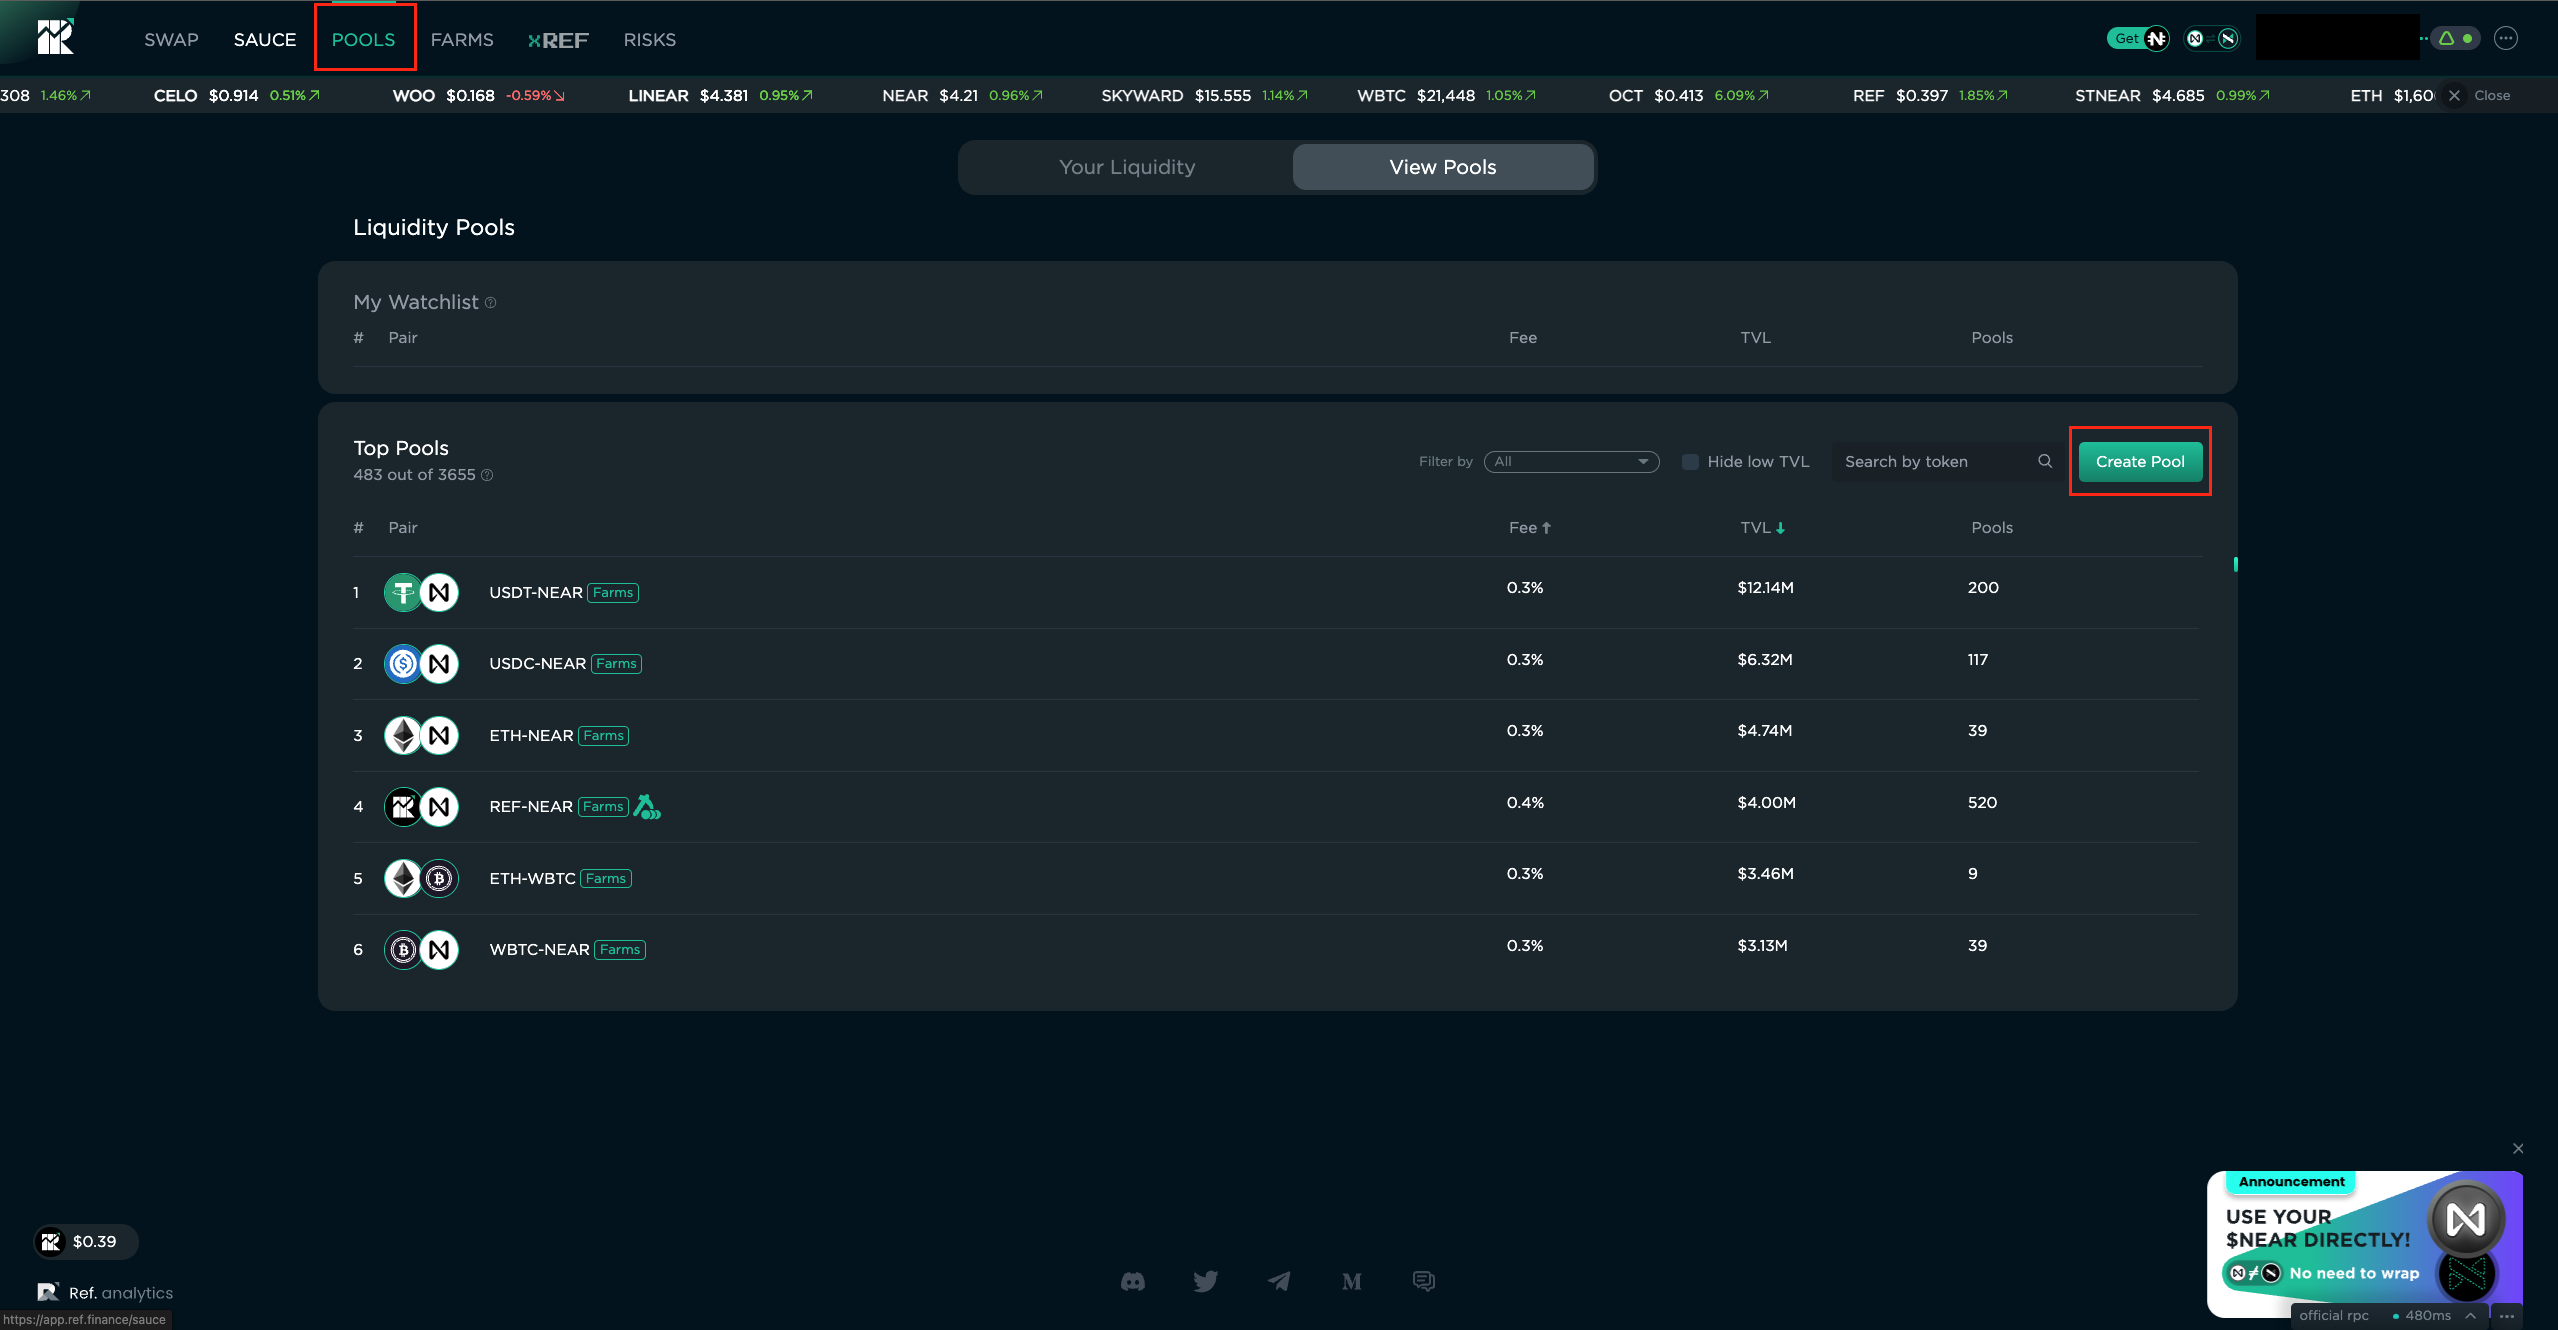 SWAP SAUCE POOLS FARMS xREF RISKS Get
308 1.46% CELO $0.914 0.51% WOO $0.168 -0.59% LINEAR $4.381 0.95% NEAR $4.21 0.96% SKYWARD $15.555 1.14% WBTC $21,448 1.05% OCT $0.413 6.09% REF $0.397 1.85% STNEAR $4.685 0.99% ETH $1,60 Close
Your Liquidity View Pools
Liquidity Pools
My Watchlist
# Pair Fee TVL Pools
Top Pools
483 out of 3655
Filter by All Hide low TVL Search by token Create Pool
# Pair Fee TVL Pools
1 USDT-NEAR Farms 0.3% $12.14M 200
2 USDC-NEAR Farms 0.3% $6.32M 117
3 ETH-NEAR Farms 0.3% $4.74M 39
4 REF-NEAR Farms 0.4% $4.00M 520
5 ETH-WBTC Farms 0.3% $3.46M 9
6 WBTC-NEAR Farms 0.3% $3.13M 39
Announcement
USE YOUR
$NEAR DIRECTLY!
No need to wrap
$0.39
Ref. analytics
https://app.ref.finance/sauce
official rpc 480ms